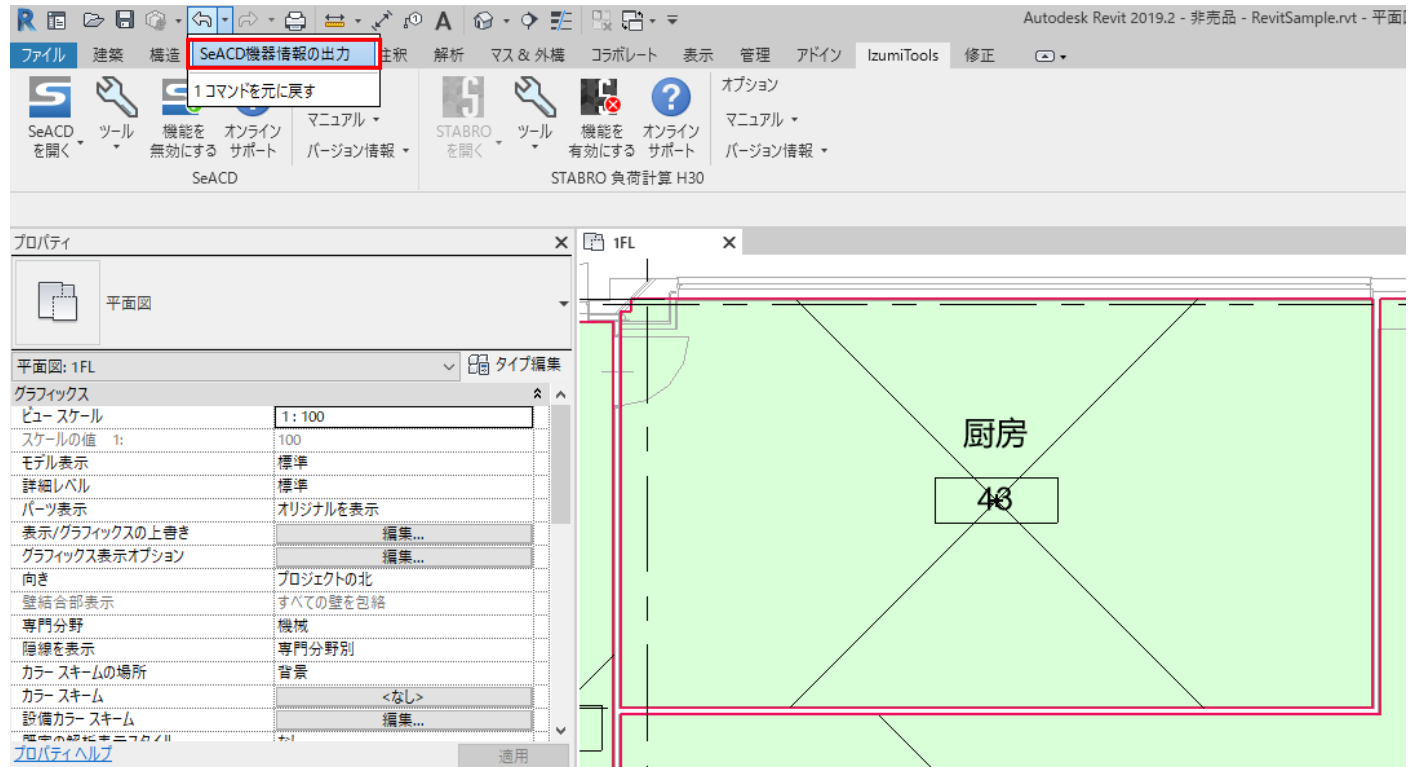 Autodesk Revit 2019.2 - 非売品 - RevitSample.rvt - 平面
ファイル 建築 構造 SeACD機器情報の出力 注釈 解析 マス & 外構 コラボレート 表示 管理 アドイン IzumiTools 修正
1 コマンドを元に戻す
SeACD を開く
ツール
機能を 無効にする
オンライン サポート
マニュアル
バージョン情報
STABRO を開く
ツール
機能を 有効にする
オンライン サポート
オプション
マニュアル
バージョン情報
SeACD
STABRO 負荷計算 H30
プロパティ
平面図
平面図: 1FL タイプ編集
グラフィックス
ビュー スケール 1 : 100
スケールの値 1: 100
モデル表示 標準
詳細レベル 標準
パーツ表示 オリジナルを表示
表示/グラフィックスの上書き 編集...
グラフィックス表示オプション 編集...
向き プロジェクトの北
壁結合部表示 すべての壁を包絡
専門分野 機械
隠線を表示 専門分野別
カラー スキームの場所 背景
カラー スキーム <なし>
設備カラー スキーム 編集...
既定の解析表示スタイル なし
プロパティ ヘルプ 適用
1FL
厨房
43